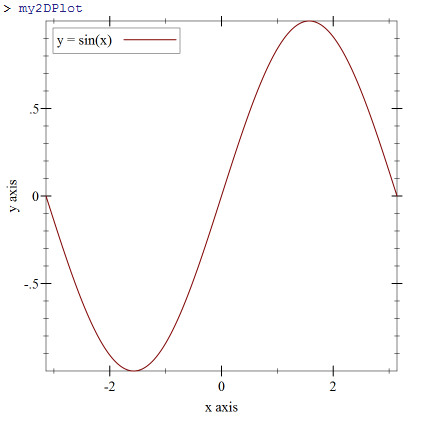 > my2DPlot
y = sin(x)
.5
0
-.5
y axis
-2 0 2
x axis